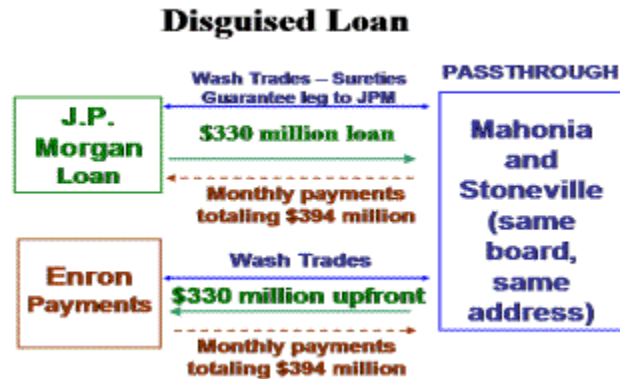 Disguised Loan
Wash Trades – Sureties
Guarantee leg to JPM
PASSTHROUGH
J.P.
Morgan
Loan
$330 million loan
Monthly payments
totaling $394 million
Mahonia
and
Stoneville
(same
board,
same
address)
Enron
Payments
Wash Trades
$330 million upfront
Monthly payments
totaling $394 million